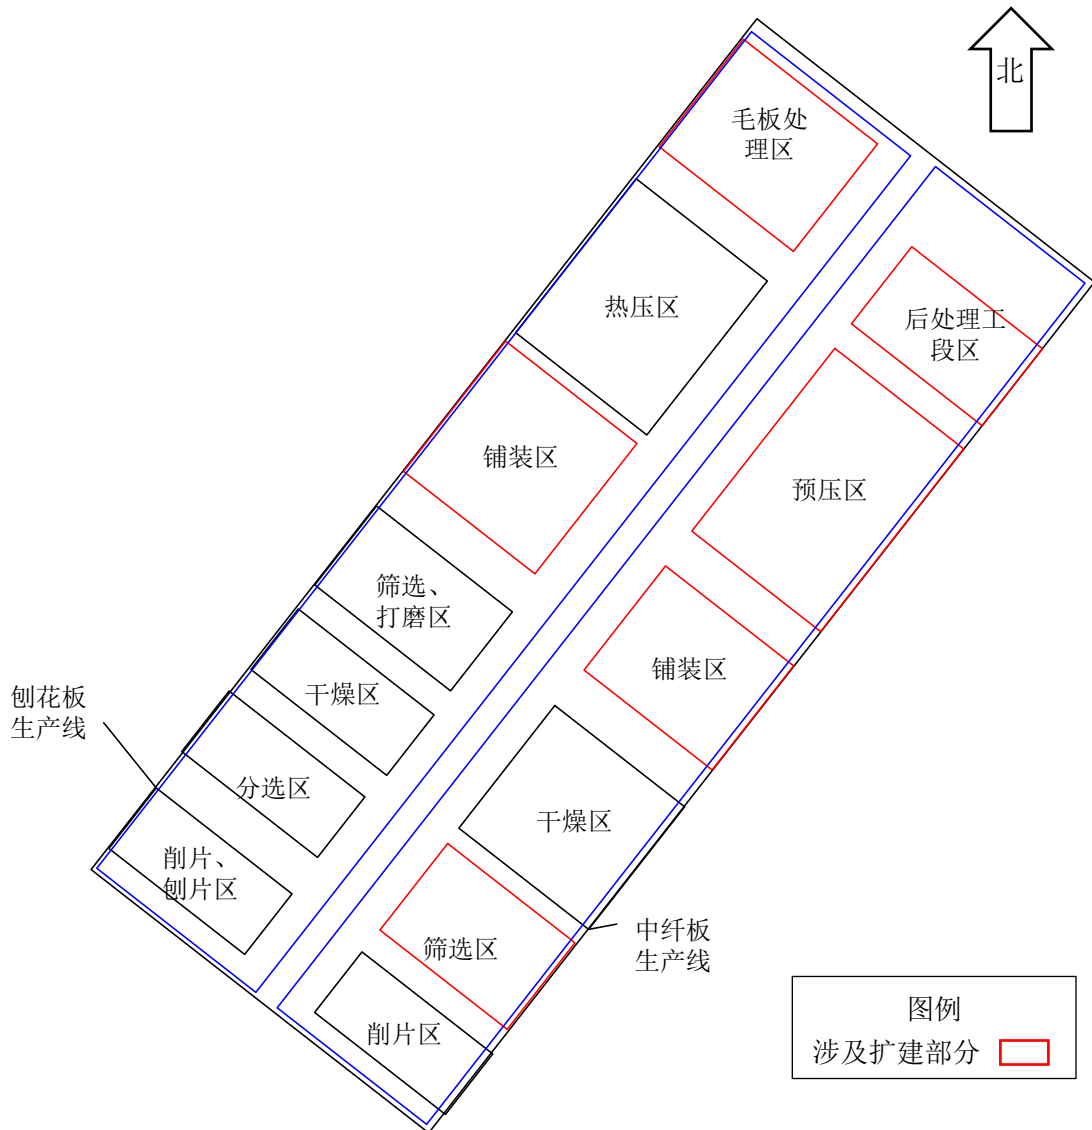 北
毛板处
理区
热压区
后处理工
段区
铺装区
预压区
筛选、
打磨区
铺装区
干燥区
刨花板
生产线
分选区
干燥区
削片、
刨片区
中纤板
生产线
筛选区
削片区
图例
涉及扩建部分